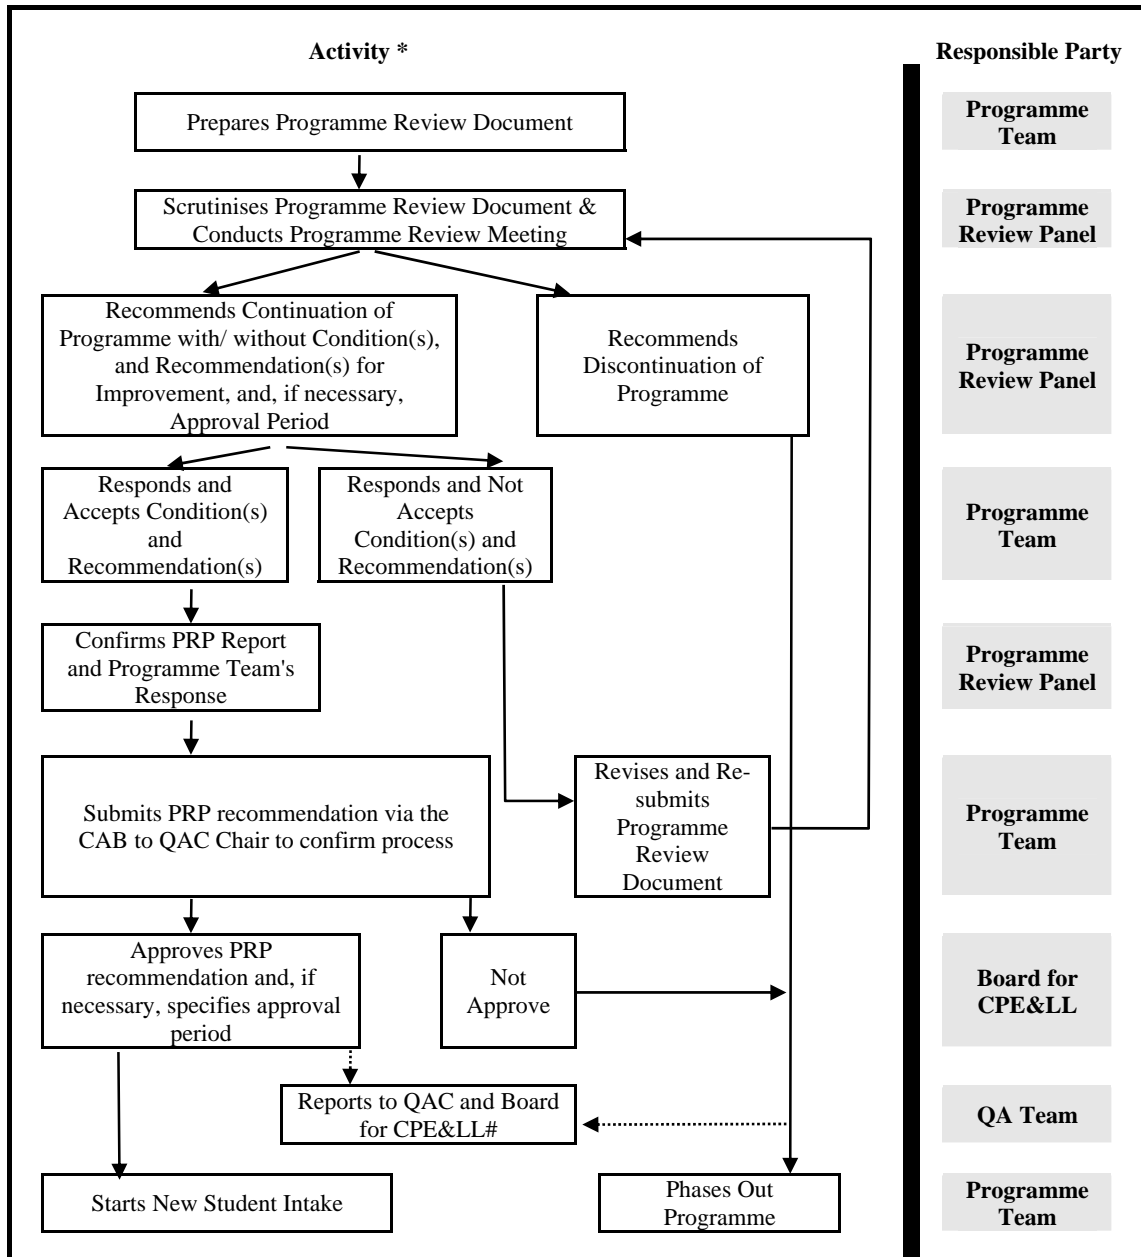 Activity *
Responsible Party
Prepares Programme Review Document
Programme
Team
Scrutinises Programme Review Document &
Conducts Programme Review Meeting
Programme
Review Panel
Recommends Continuation of
Programme with/ without Condition(s),
and Recommendation(s) for
Improvement, and, if necessary,
Approval Period
Recommends
Discontinuation of
Programme
Programme
Review Panel
Responds and
Accepts Condition(s)
and
Recommendation(s)
Responds and Not
Accepts
Condition(s) and
Recommendation(s)
Programme
Team
Confirms PRP Report
and Programme Team's
Response
Programme
Review Panel
Submits PRP recommendation via the
CAB to QAC Chair to confirm process
Revises and Re-
submits
Programme
Review
Document
Programme
Team
Approves PRP
recommendation and, if
necessary, specifies approval
period
Not
Approve
Board for
CPE&LL
Reports to QAC and Board
for CPE&LL#
QA Team
Starts New Student Intake
Phases Out
Programme
Programme
Team